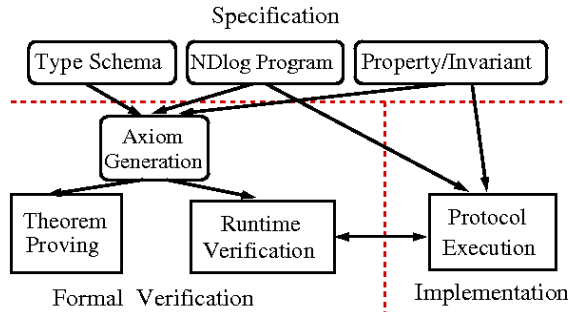 Specification
Type Schema
NDlog Program
Property/Invariant
Axiom
Generation
Theorem
Proving
Runtime
Verification
Protocol
Execution
Formal Verification
Implementation